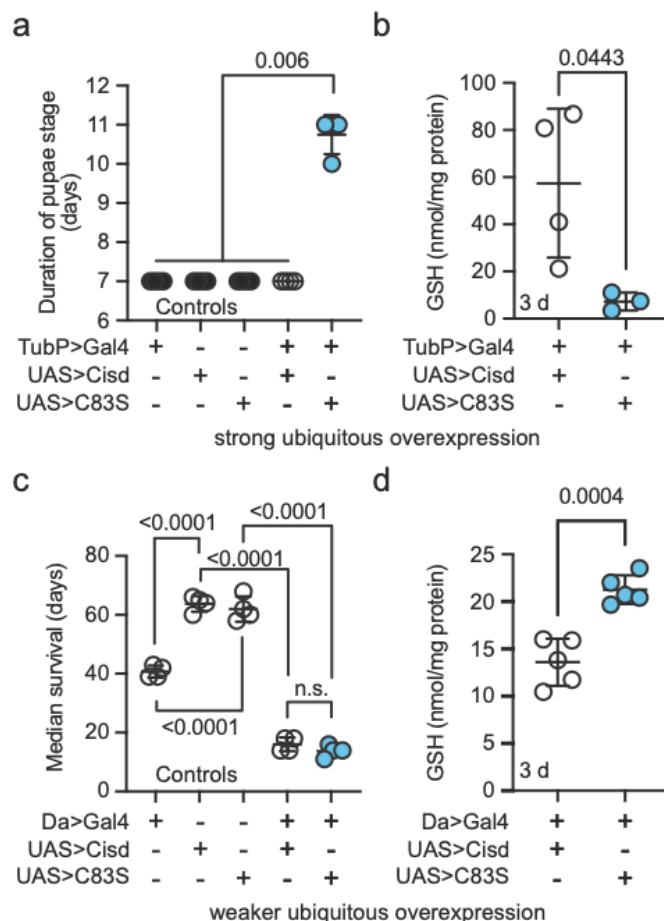 a
0.006
Duration of pupae stage
(days)
12
11
10
9
8
7
6
Controls
TubP>Gal4 + - - + +
UAS>Cisd - + - + -
UAS>C83S - - + - +
b
0.0443
GSH (nmol/mg protein)
100
80
60
40
20
0
3 d
TubP>Gal4 + +
UAS>Cisd + -
UAS>C83S - +
strong ubiquitous overexpression
c
<0.0001
<0.0001
<0.0001
<0.0001
n.s.
Median survival (days)
80
60
40
20
0
Controls
Da>Gal4 + - - + +
UAS>Cisd - + - + -
UAS>C83S - - + - +
d
0.0004
GSH (nmol/mg protein)
25
20
15
10
5
0
3 d
Da>Gal4 + +
UAS>Cisd + -
UAS>C83S - +
weaker ubiquitous overexpression